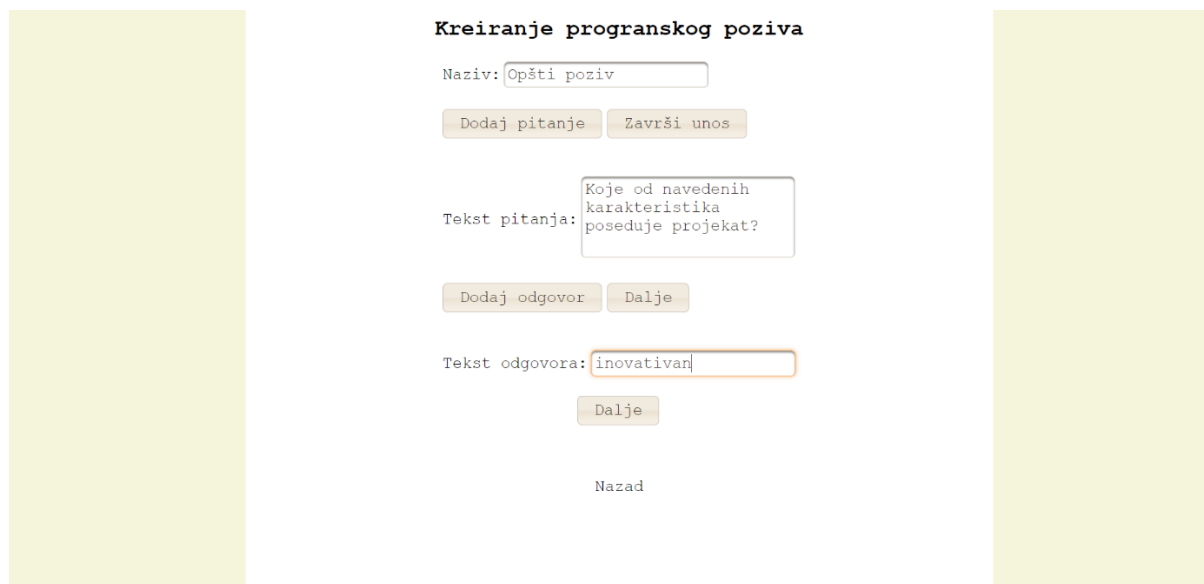 Kreiranje progranskog poziva
Naziv: Opšti poziv
Dodaj pitanje Završi unos
Tekst pitanja: Koje od navedenih
karakteristika
poseduje projekat?
Dodaj odgovor Dalje
Tekst odgovora: inovativan
Dalje
Nazad